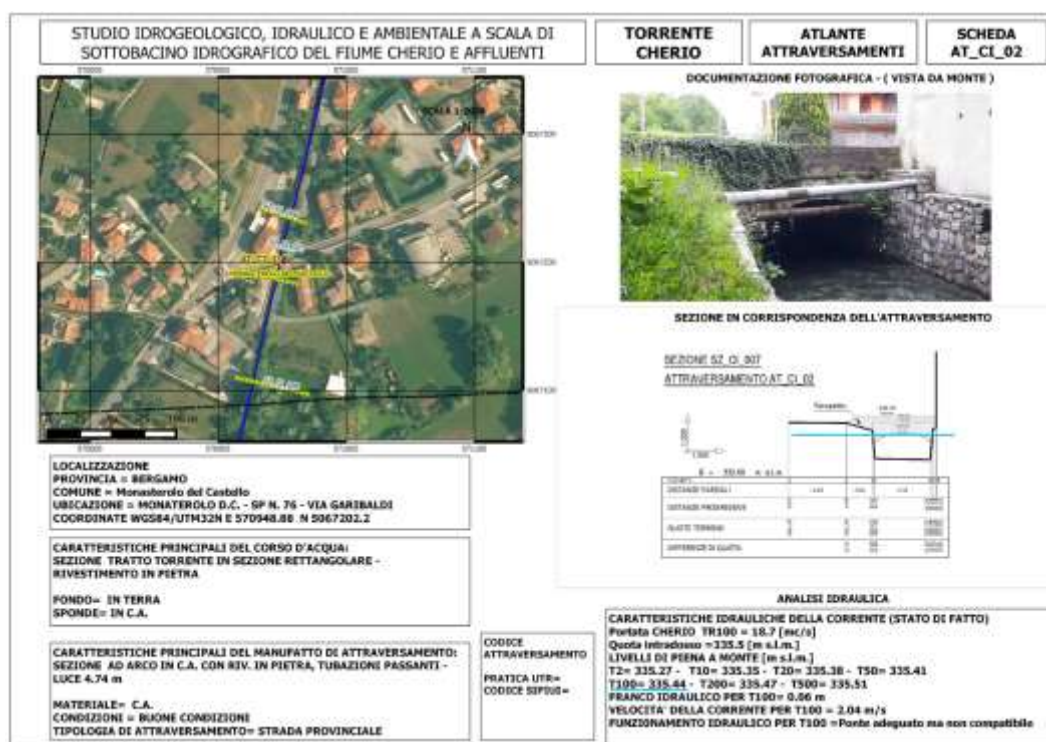 STUDIO IDROGEOLOGICO, IDRAULICO E AMBIENTALE A SCALA DI
SOTTOBACINO IDROGRAFICO DEL FIUME CHERIO E AFFLUENTI
TORRENTE
CHERIO
ATLANTE
ATTRAVERSAMENTI
SCHEDA
AT_CI_02
DOCUMENTAZIONE FOTOGRAFICA - ( VISTA DA MONTE )
SEZIONE IN CORRISPONDENZA DELL'ATTRAVERSAMENTO
SEZIONE SZ_CI_007
ATTRAVERSAMENTO AT_CI_02
DISTANZE PARZIALI
DISTANZE PROGRESSIVE
QUOTE TERRENO
DIFFERENZE DI QUOTA
LOCALIZZAZIONE
PROVINCIA = BERGAMO
COMUNE = Monasterolo del Castello
UBICAZIONE = MONATEROLO D.C. - SP N. 76 - VIA GARIBALDI
COORDINATE WGS84/UTM32N E 570948.88 N 5067202.2
CARATTERISTICHE PRINCIPALI DEL CORSO D'ACQUA:
SEZIONE TRATTO TORRENTE IN SEZIONE RETTANGOLARE -
RIVESTIMENTO IN PIETRA
FONDO= IN TERRA
SPONDE= IN C.A.
CARATTERISTICHE PRINCIPALI DEL MANUFATTO DI ATTRAVERSAMENTO:
SEZIONE AD ARCO IN C.A. CON RIV. IN PIETRA, TUBAZIONI PASSANTI -
LUCE 4.74 m
MATERIALE= C.A.
CONDIZIONI = BUONE CONDIZIONI
TIPOLOGIA DI ATTRAVERSAMENTO= STRADA PROVINCIALE
CODICE
ATTRAVERSAMENTO
PRATICA UTR=
CODICE SIPIUI=
ANALISI IDRAULICA
CARATTERISTICHE IDRAULICHE DELLA CORRENTE (STATO DI FATTO)
Portata CHERIO TR100 = 18.7 [mc/s]
Quota intradosso =335.5 [m s.l.m.]
LIVELLI DI PIENA A MONTE [m s.l.m.]
T2= 335.27 - T10= 335.35 - T20= 335.38 - T50= 335.41
T100= 335.44 - T200= 335.47 - T500= 335.51
FRANCO IDRAULICO PER T100= 0.06 m
VELOCITA' DELLA CORRENTE PER T100 = 2.04 m/s
FUNZIONAMENTO IDRAULICO PER T100 =Ponte adeguato ma non compatibile